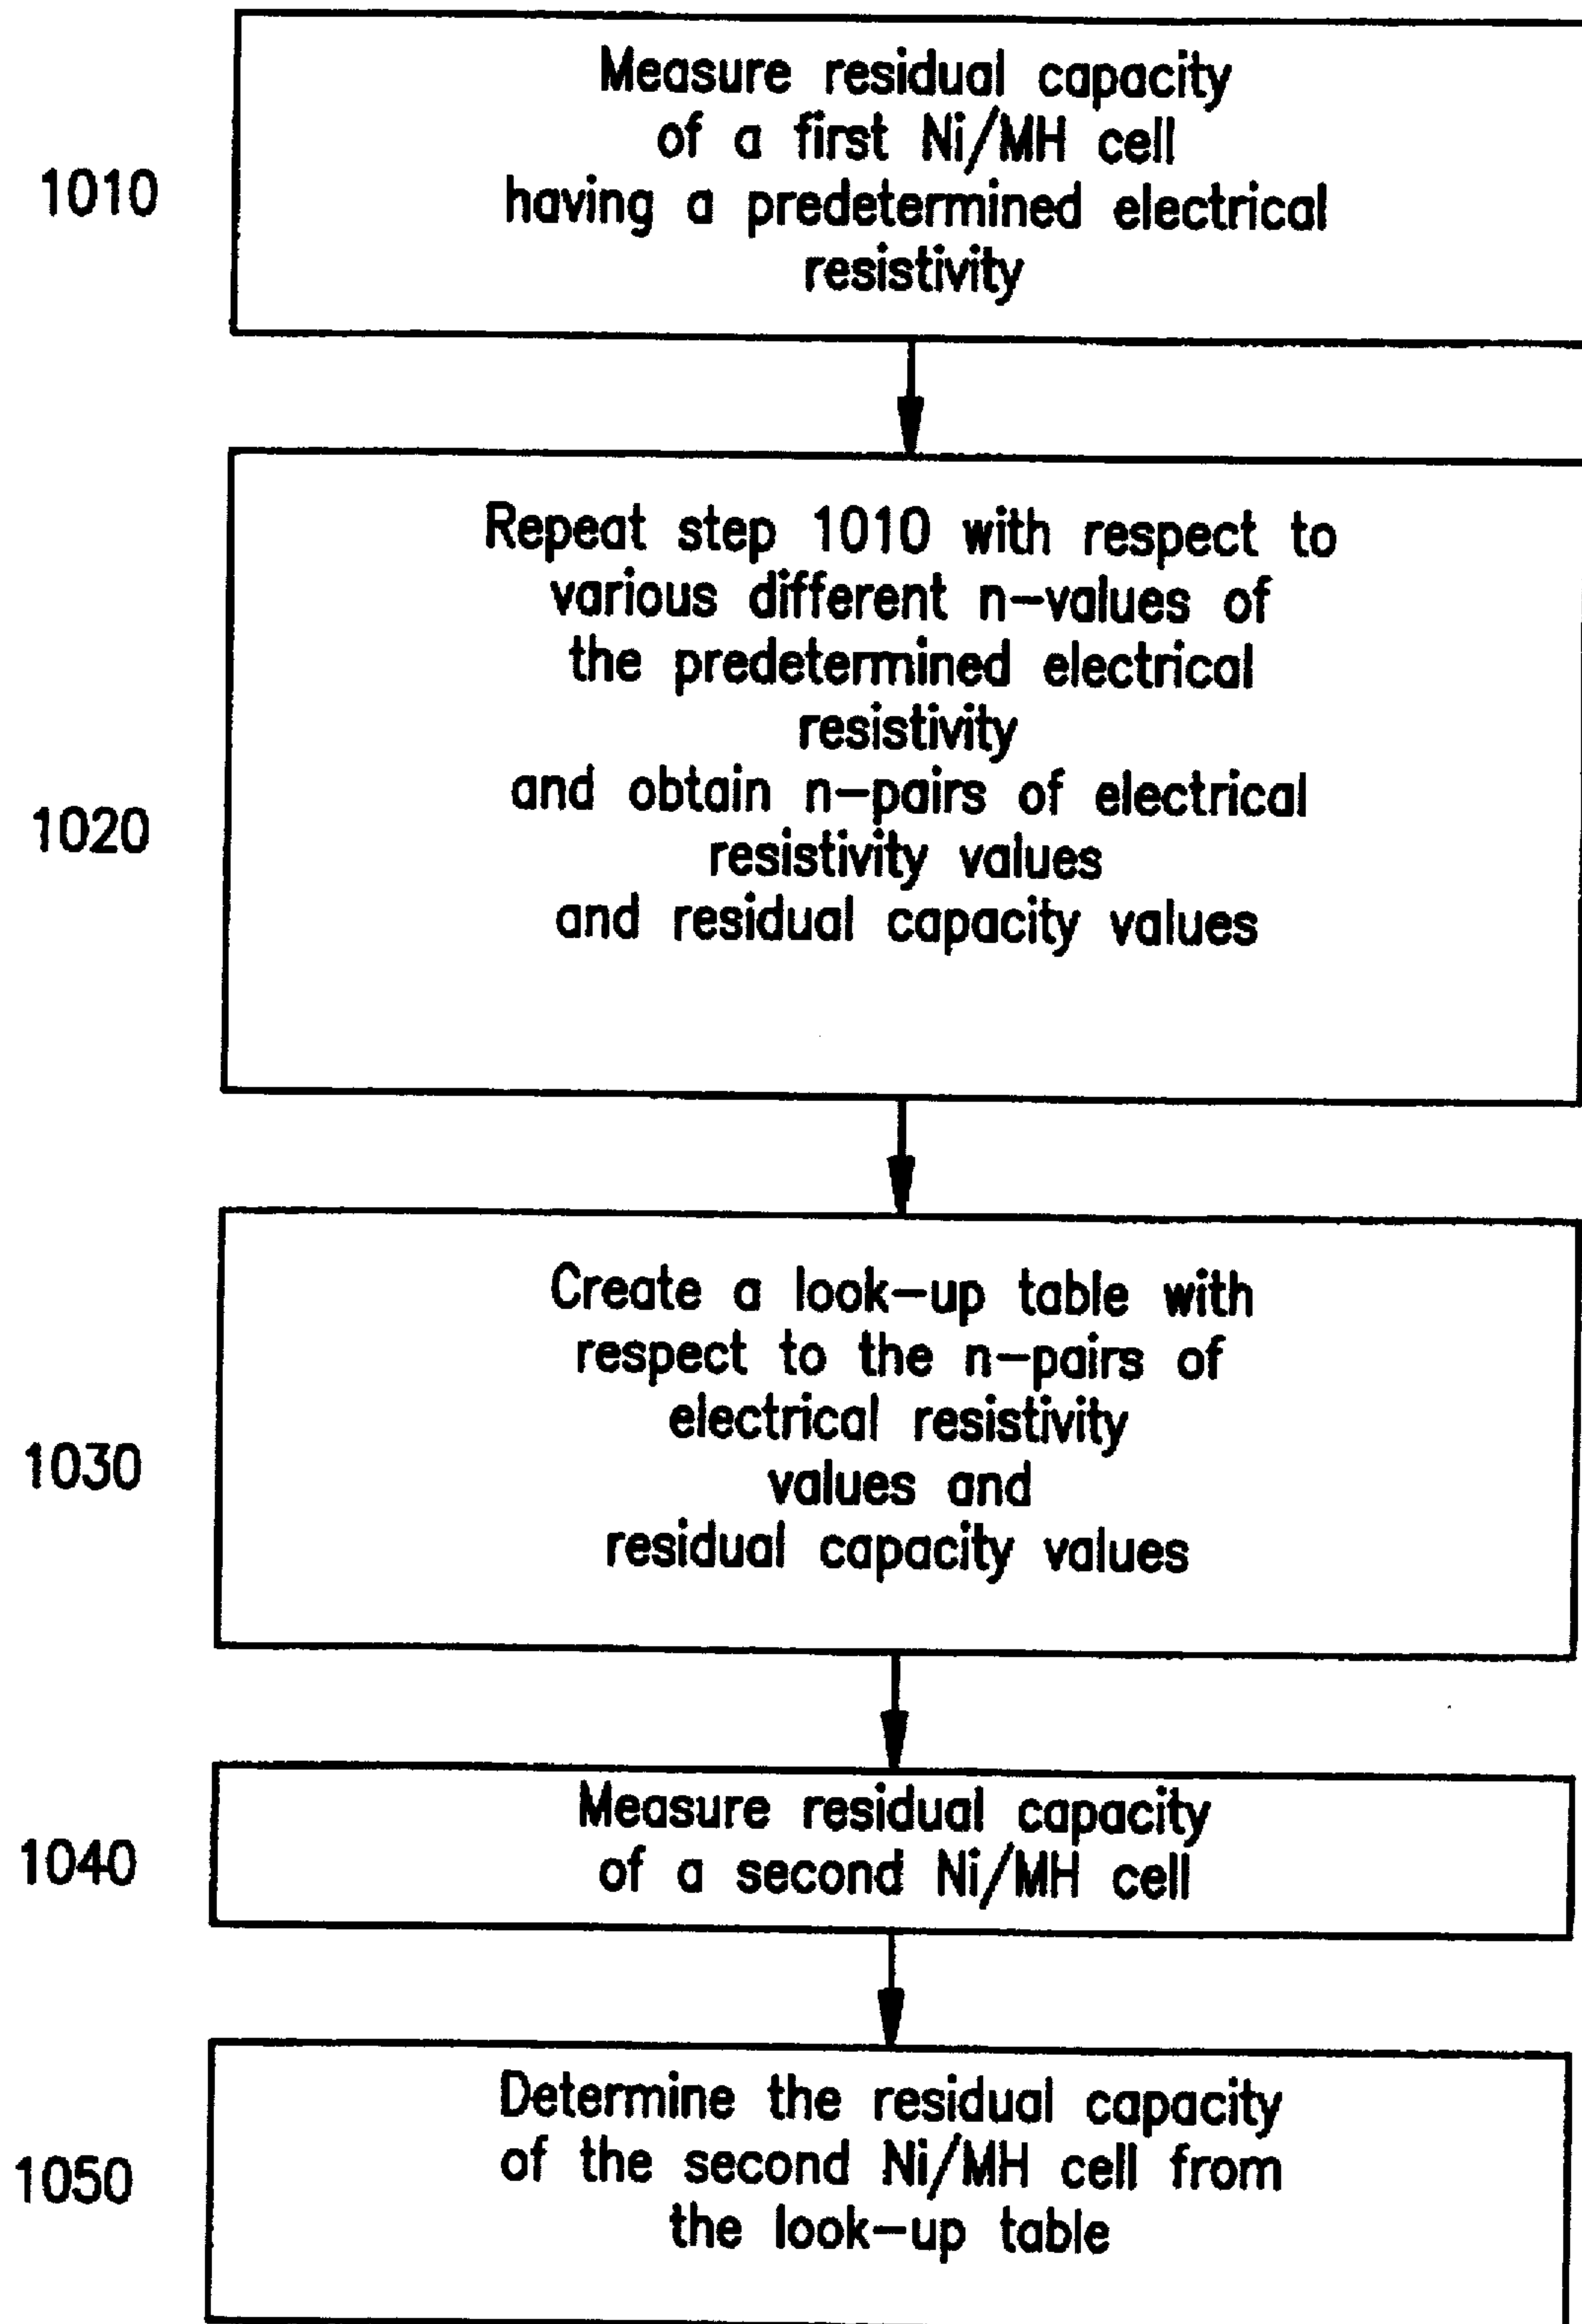 1010
Measure residual capacity
of a first Ni/MH cell
having a predetermined electrical
resistivity
1020
Repeat step 1010 with respect to
various different n-values of
the predetermined electrical
resistivity
and obtain n-pairs of electrical
resistivity values
and residual capacity values
1030
Create a look-up table with
respect to the n-pairs of
electrical resistivity
values and
residual capacity values
1040
Measure residual capacity
of a second Ni/MH cell
1050
Determine the residual capacity
of the second Ni/MH cell from
the look-up table